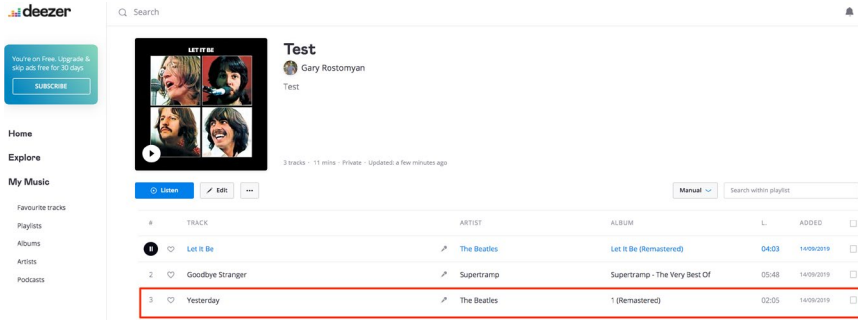 deezer
Search
You're on Free. Upgrade &
skip ads free for 30 days
SUBSCRIBE
Home
Explore
My Music
Favourite tracks
Playlists
Albums
Artists
Podcasts
LET IT BE
Test
Gary Rostomyan
Test
3 tracks · 11 mins · Private · Updated: a few minutes ago
Listen Edit ...
Manual Search within playlist
# TRACK ARTIST ALBUM L. ADDED
Let It Be The Beatles Let It Be (Remastered) 04:03 14/09/2019
2 Goodbye Stranger Supertramp Supertramp - The Very Best Of 05:48 14/09/2019
3 Yesterday The Beatles 1 (Remastered) 02:05 14/09/2019